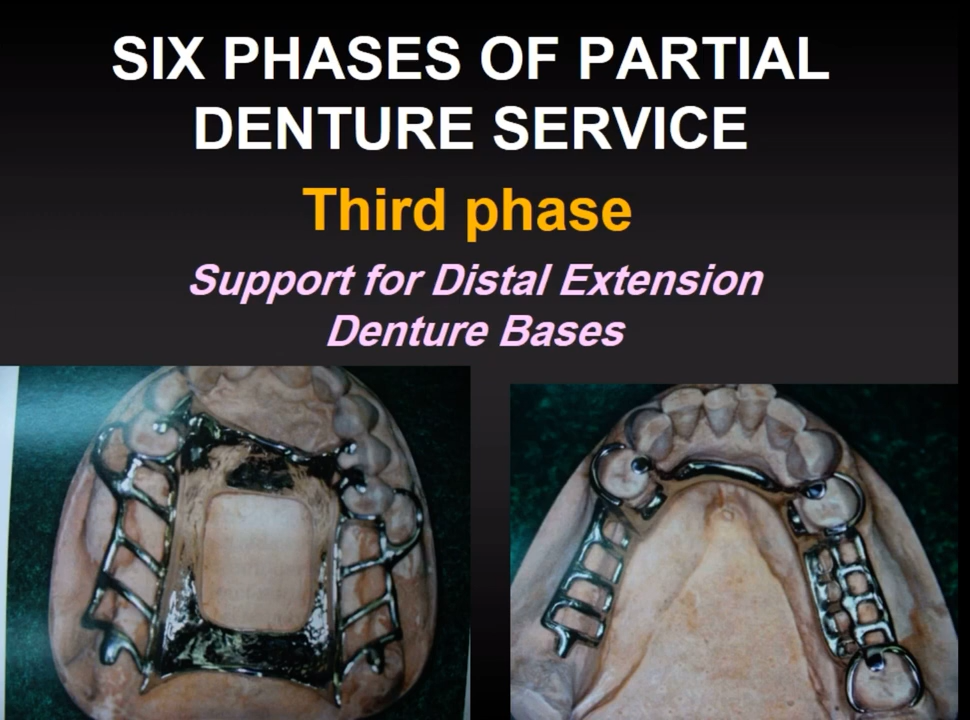 SIX PHASES OF PARTIAL
DENTURE SERVICE
Third phase
Support for Distal Extension
Denture Bases